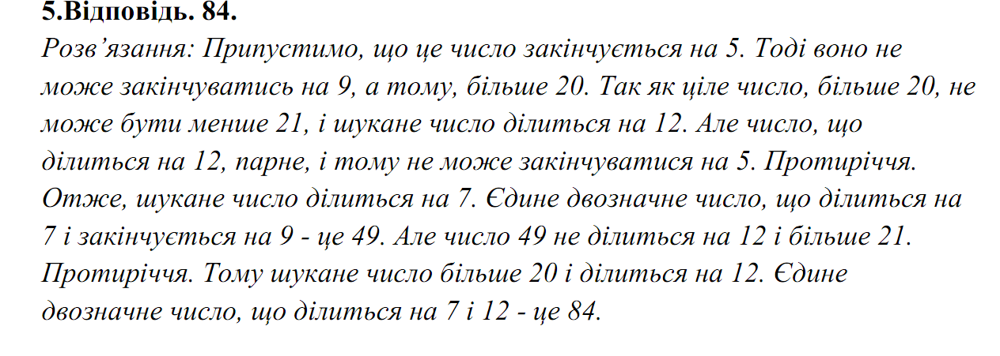 5.Відповідь. 84.
Розв’язання: Припустимо, що це число закінчується на 5. Тоді воно не
може закінчуватись на 9, а тому, більше 20. Так як ціле число, більше 20, не
може бути менше 21, і шукане число ділиться на 12. Але число, що
ділиться на 12, парне, і тому не може закінчуватися на 5. Протиріччя.
Отже, шукане число ділиться на 7. Єдине двозначне число, що ділиться на
7 і закінчується на 9 - це 49. Але число 49 не ділиться на 12 і більше 21.
Протиріччя. Тому шукане число більше 20 і ділиться на 12. Єдине
двозначне число, що ділиться на 7 і 12 - це 84.